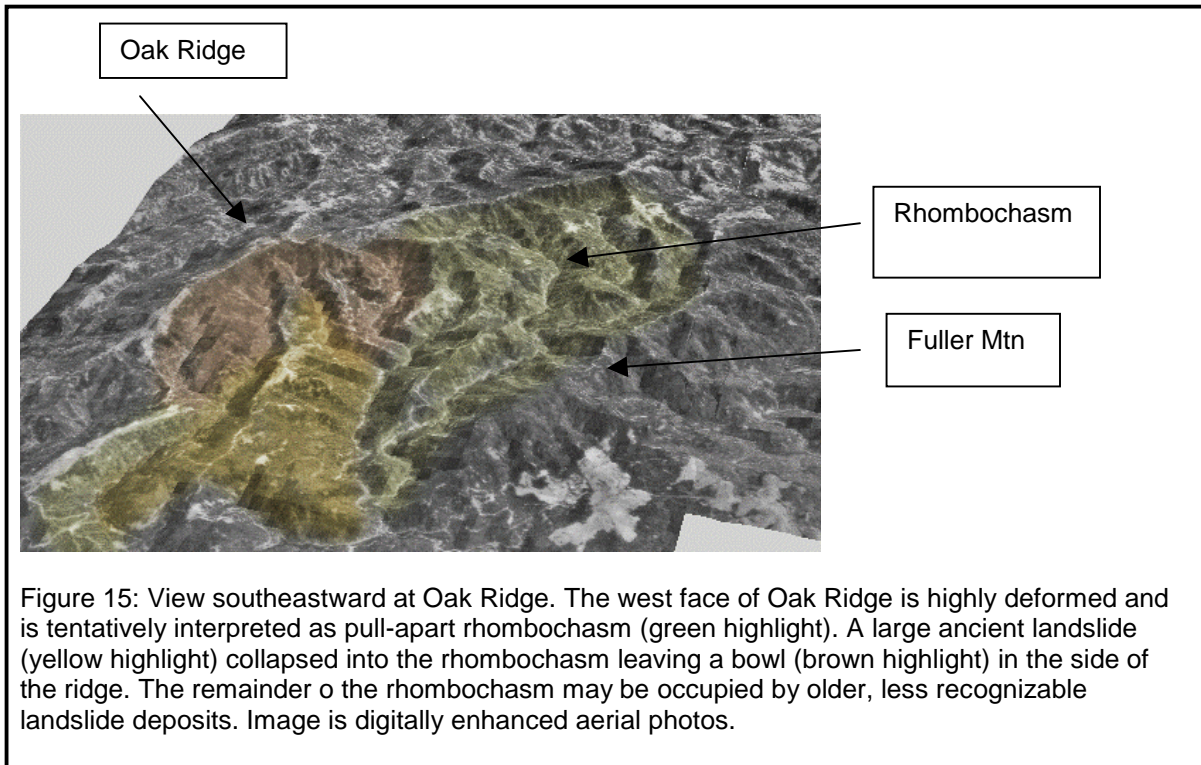 Oak Ridge
Rhombochasm
Fuller Mtn
Figure 15: View southeastward at Oak Ridge. The west face of Oak Ridge is highly deformed and
is tentatively interpreted as pull-apart rhombochasm (green highlight). A large ancient landslide
(yellow highlight) collapsed into the rhombochasm leaving a bowl (brown highlight) in the side of
the ridge. The remainder o the rhombochasm may be occupied by older, less recognizable
landslide deposits. Image is digitally enhanced aerial photos.